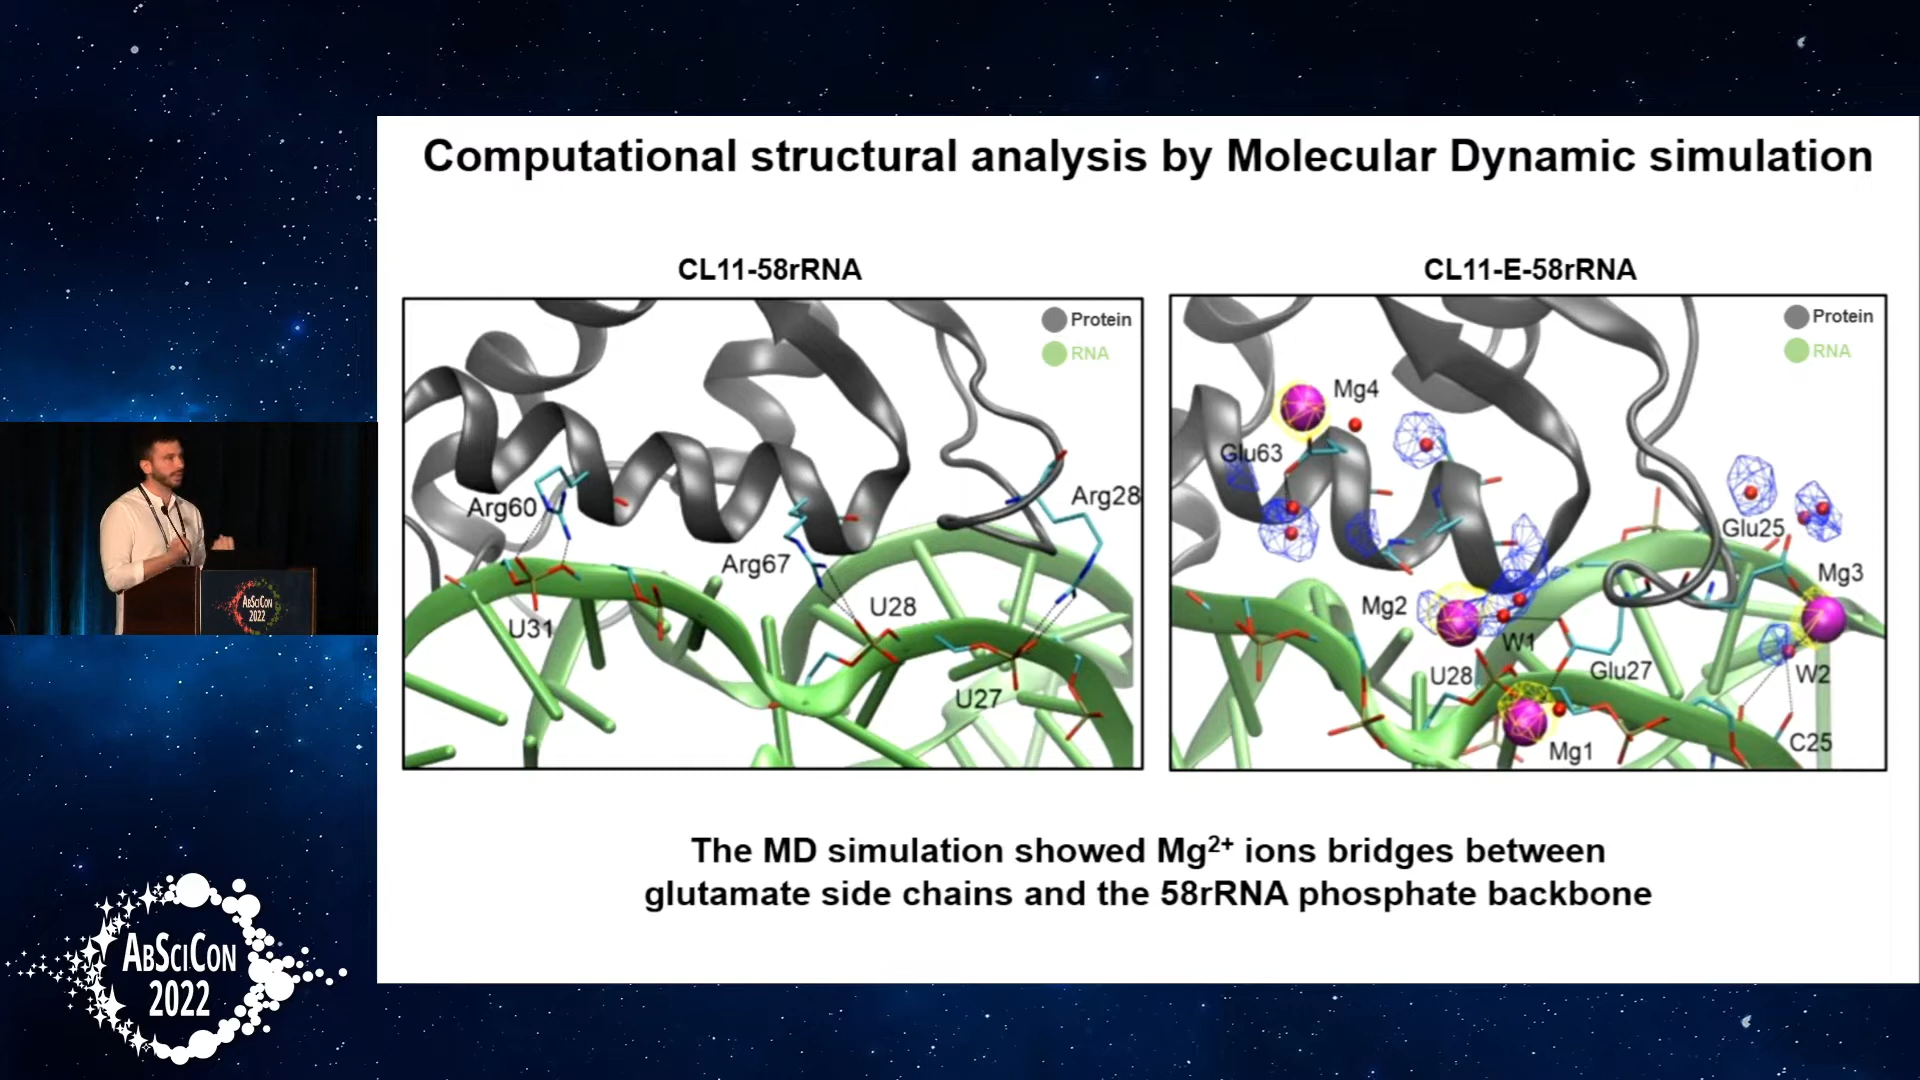 Computational structural analysis by Molecular Dynamic simulation
CL11-58rRNA
CL11-E-58rRNA
Protein
RNA
Arg60
Arg28
Arg67
U28
U31
U27
Protein
RNA
Mg4
Glu63
Glu25
Mg3
Mg2
W1
U28
Glu27
W2
C25
Mg1
The MD simulation showed Mg²⁺ ions bridges between
glutamate side chains and the 58rRNA phosphate backbone
AbSciCon
2022
AbSciCon
2022